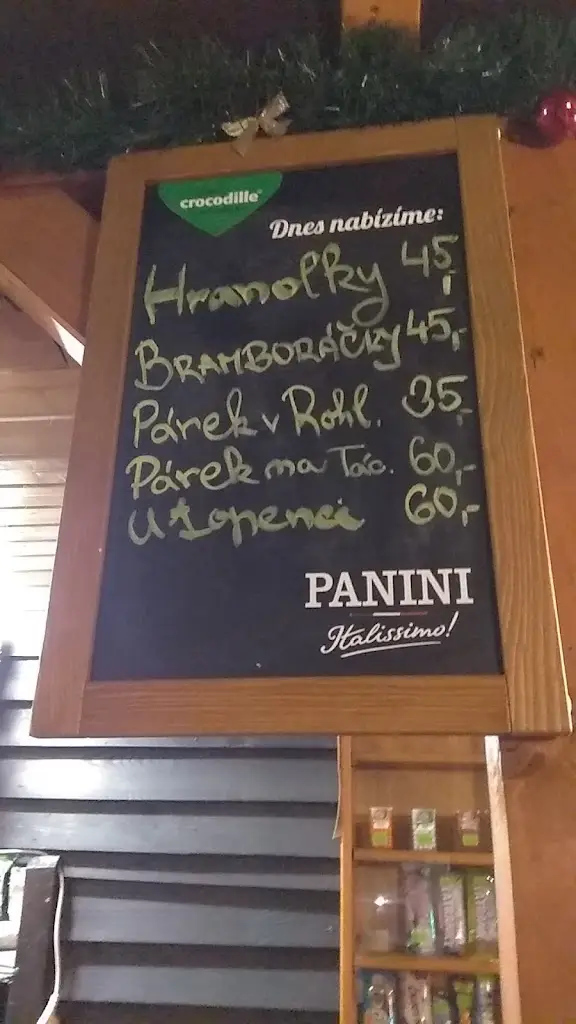 crocodille
Dnes nabízíme:
Hranolky 45,-
BRAMBORÁČKY 45,-
Párek v Rohl. 35,-
Párek na Tác. 60,-
Utopenci 60,-
PANINI
Italissimo!